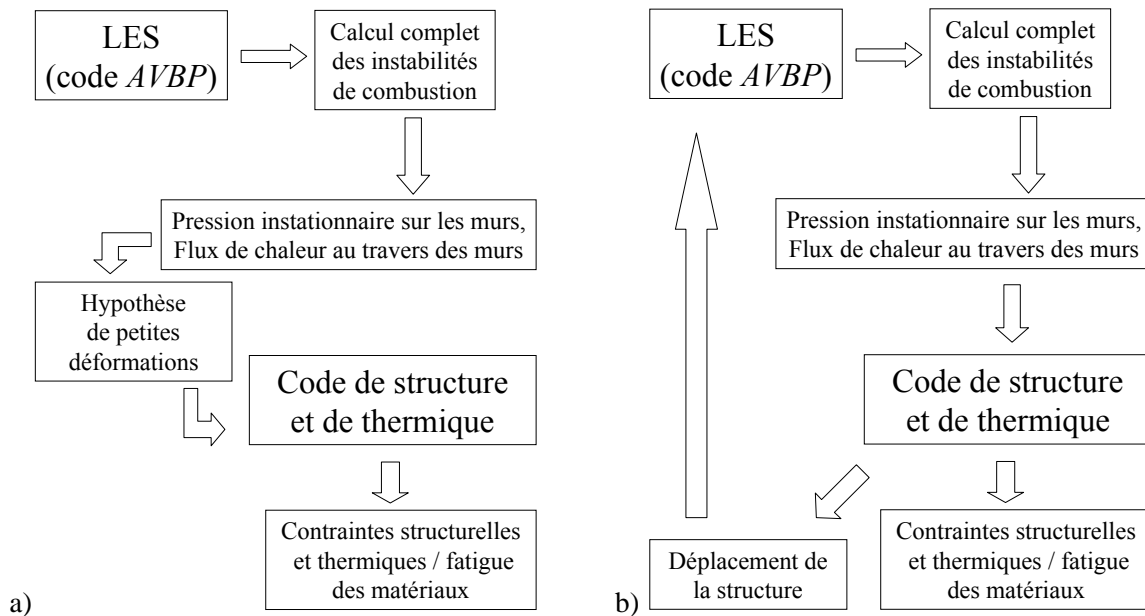 LES
(code AVBP)
Calcul complet
des instabilités
de combustion
Pression instationnaire sur les murs,
Flux de chaleur au travers des murs
Hypothèse
de petites
déformations
Code de structure
et de thermique
Contraintes structurelles
et thermiques / fatigue
des matériaux
a)
LES
(code AVBP)
Calcul complet
des instabilités
de combustion
Pression instationnaire sur les murs,
Flux de chaleur au travers des murs
Code de structure
et de thermique
Déplacement de
la structure
Contraintes structurelles
et thermiques / fatigue
des matériaux
b)